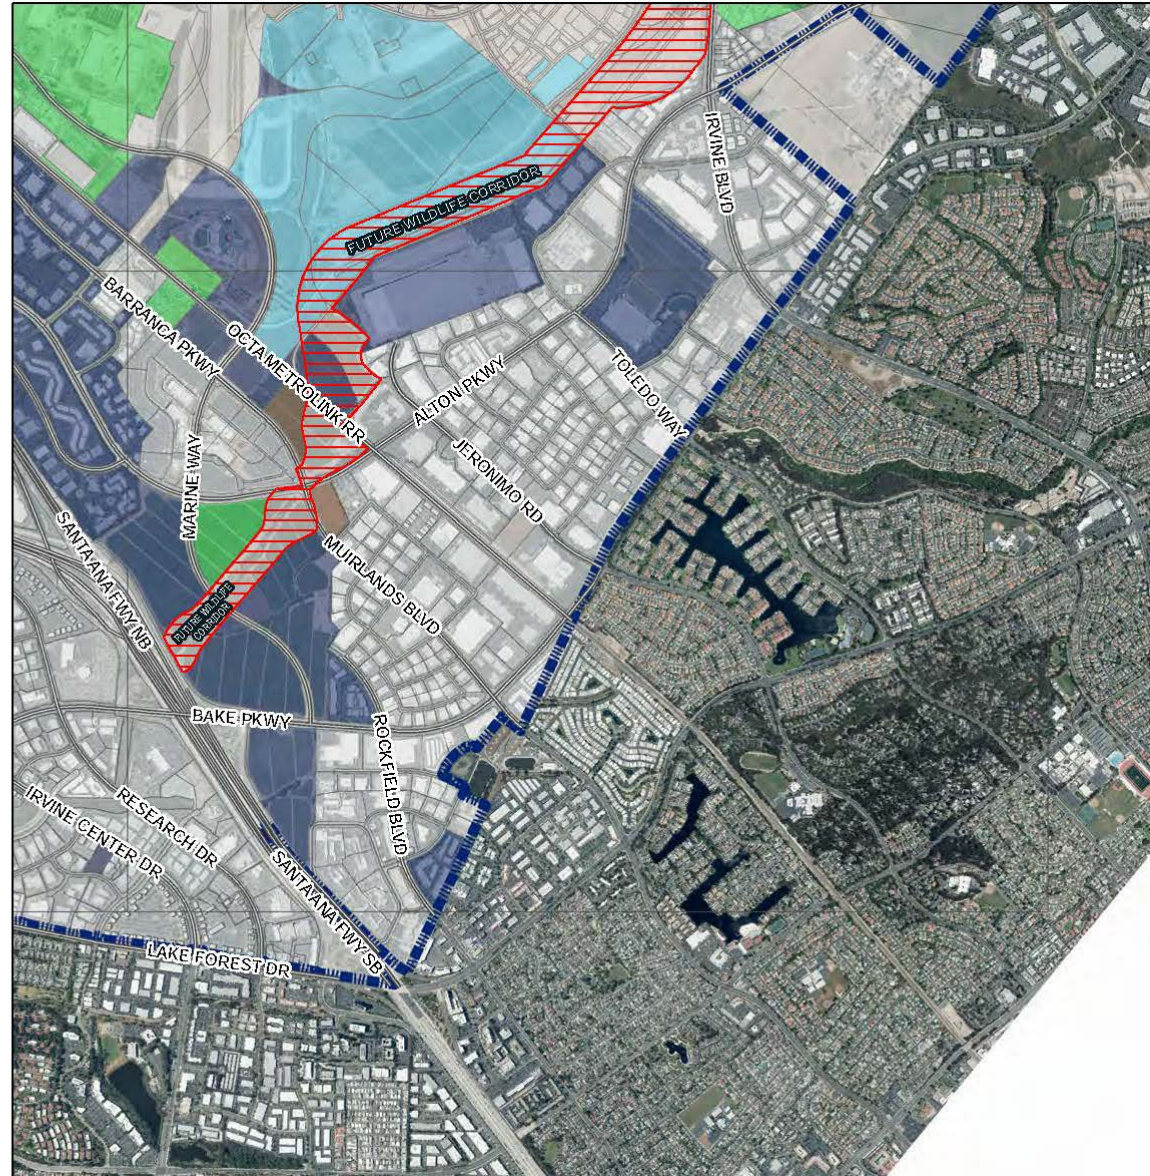 IRVINE BLVD
FUTURE WILDLIFE CORRIDOR
BARRANCA PKWY
OCTA METROLINK RR
TOLEDO WAY
ALTON PKWY
JERONIMO RD
MARINE WAY
SANTA ANA FWY NB
MUIRLANDS BLVD
FUTURE WILDLIFE
CORRIDOR
BAKE PKWY
ROCKFIELD BLVD
RESEARCH DR
IRVINE CENTER DR
SANTA ANA FWY SB
LAKE FOREST DR